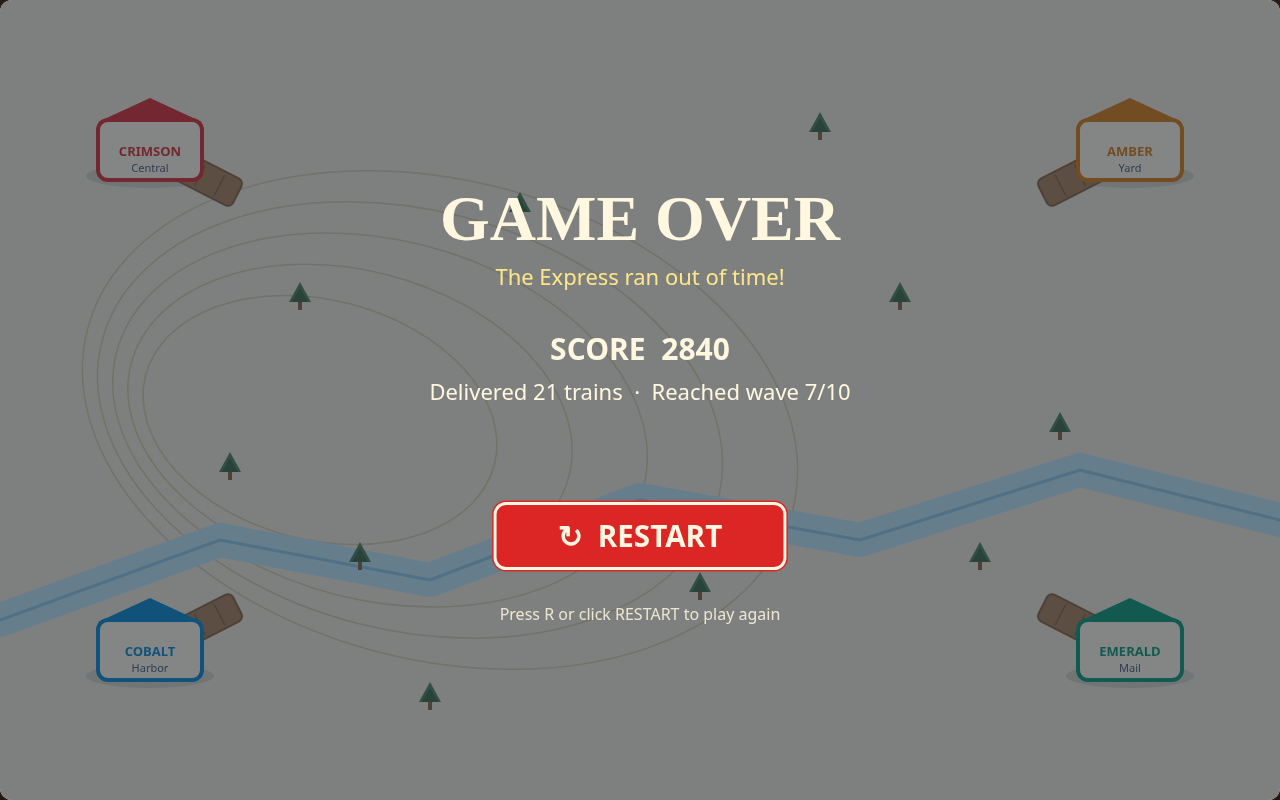 CRIMSON
Central
AMBER
Yard
GAME OVER
The Express ran out of time!
SCORE 2840
Delivered 21 trains · Reached wave 7/10
↻ RESTART
Press R or click RESTART to play again
COBALT
Harbor
EMERALD
Mail